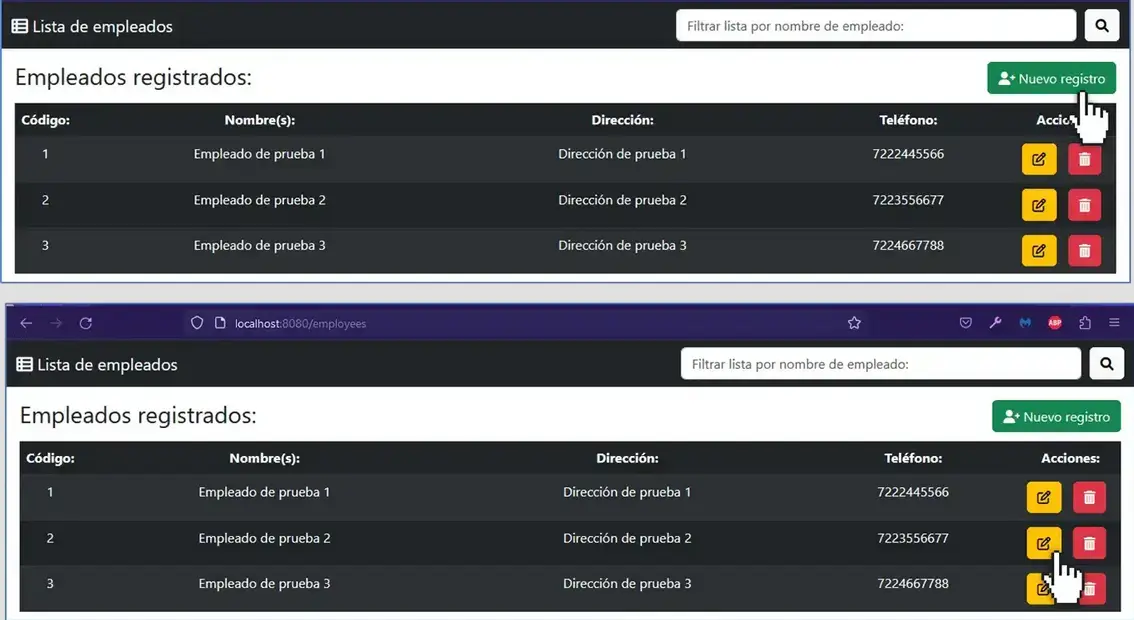 Lista de empleados Filtrar lista por nombre de empleado:
Empleados registrados: Nuevo registro
Código: Nombre(s): Dirección: Teléfono:
1 Empleado de prueba 1 Dirección de prueba 1 7222445566
2 Empleado de prueba 2 Dirección de prueba 2 7223556677
3 Empleado de prueba 3 Dirección de prueba 3 7224667788
localhost:8080/employees ABP
Lista de empleados Filtrar lista por nombre de empleado:
Empleados registrados: Nuevo registro
Código: Nombre(s): Dirección: Teléfono: Acciones:
1 Empleado de prueba 1 Dirección de prueba 1 7222445566
2 Empleado de prueba 2 Dirección de prueba 2 7223556677
3 Empleado de prueba 3 Dirección de prueba 3 7224667788